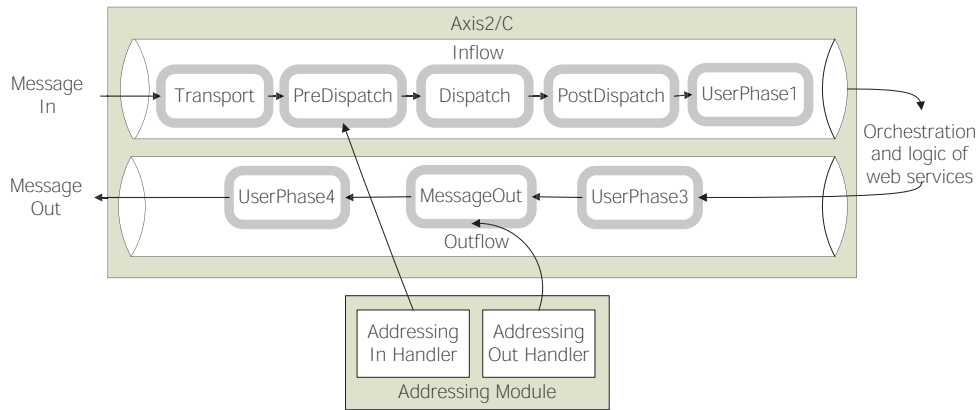 Axis2/C
Inflow
Message
In
Transport
PreDispatch
Dispatch
PostDispatch
UserPhase1
Orchestration
and logic of
web services
Message
Out
UserPhase4
MessageOut
UserPhase3
Outflow
Addressing
In Handler
Addressing
Out Handler
Addressing Module